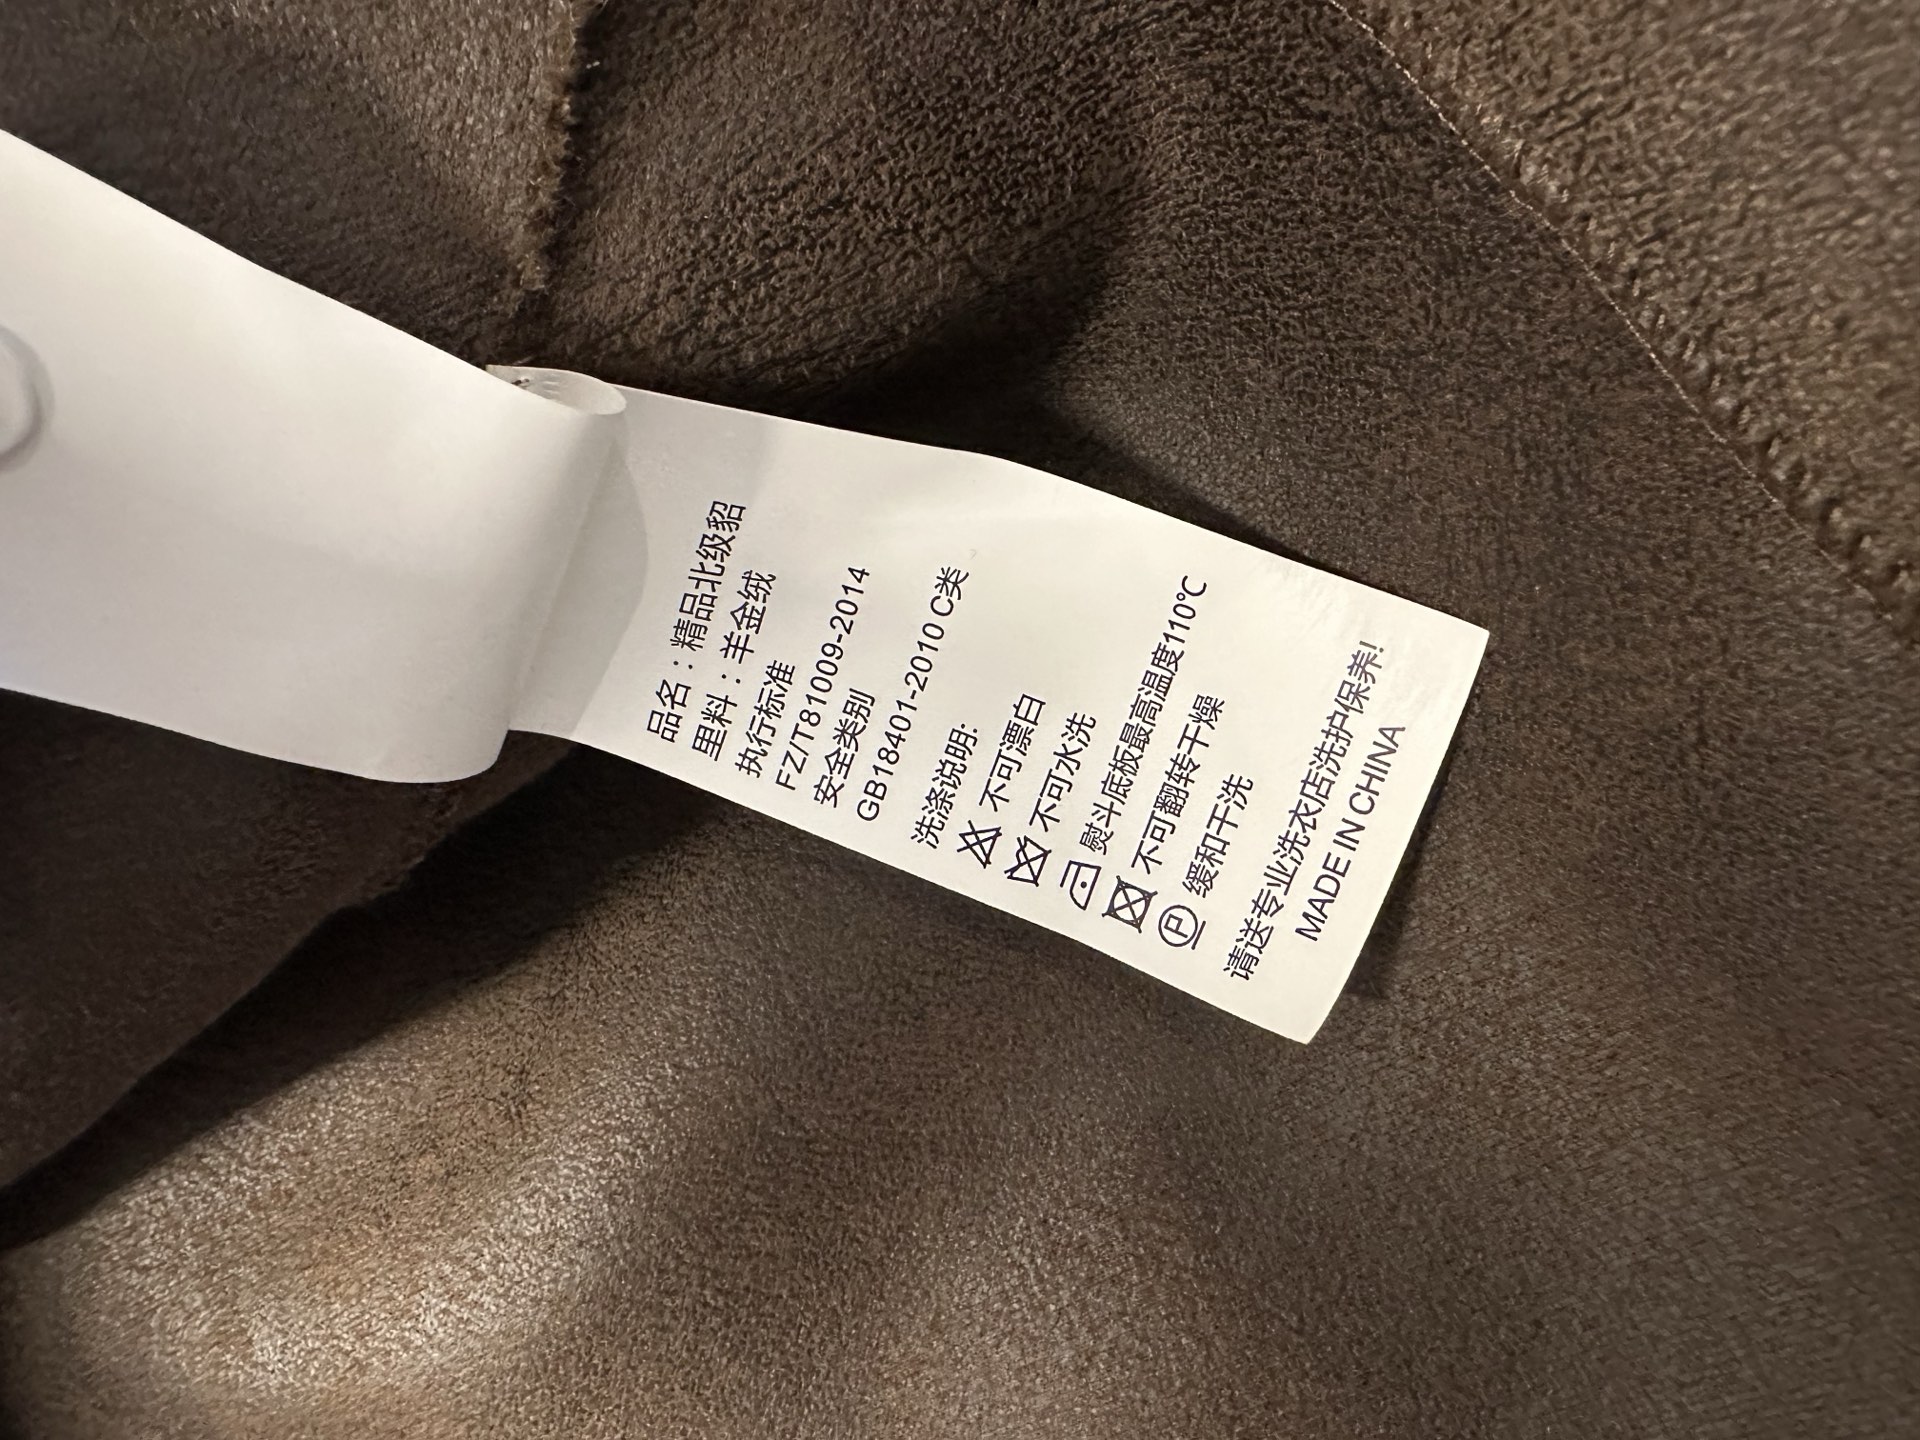 品名：精品北级貂
里料：羊金绒
执行标准
FZ/T81009-2014
安全类别
GB18401-2010 C类
洗涤说明:
不可漂白
不可水洗
熨斗底板最高温度110℃
不可翻转干燥
P 缓和干洗
请送专业洗衣店洗护保养!
MADE IN CHINA